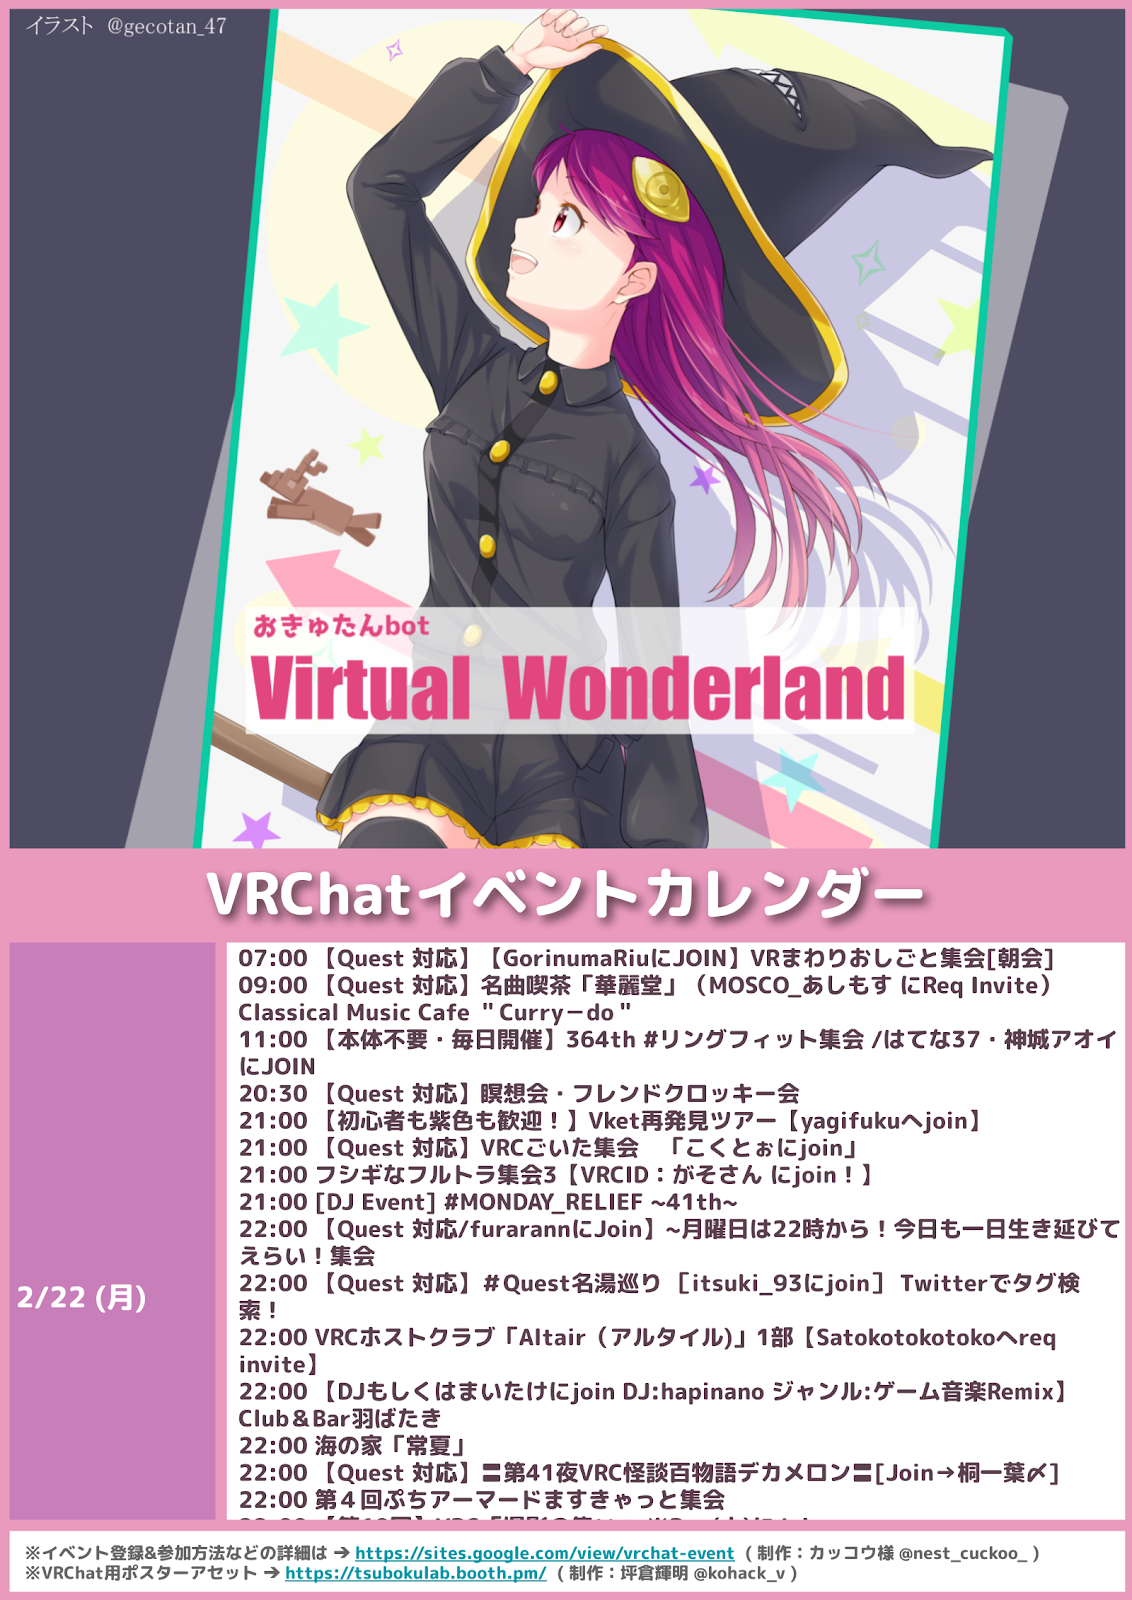 イラスト @gecotan_47
おきゅたんbot
Virtual Wonderland
VRChatイベントカレンダー
2/22 (月)
07:00 【Quest 対応】【GorinumaRiuにJOIN】VRまわりおしごと集会[朝会]
09:00 【Quest 対応】名曲喫茶「華麗堂」（MOSCO_あしもす にReq Invite）
Classical Music Cafe ＂Curry－do＂
11:00 【本体不要・毎日開催】364th #リングフィット集会 /はてな37・神城アオイ
にJOIN
20:30 【Quest 対応】瞑想会・フレンドクロッキー会
21:00 【初心者も紫色も歓迎！】Vket再発見ツアー【yagifukuへjoin】
21:00 【Quest 対応】VRCごいた集会　「こくとぉにjoin」
21:00 フシギなフルトラ集会3【VRCID：がそさん にjoin！】
21:00 [DJ Event] #MONDAY_RELIEF ~41th~
22:00 【Quest 対応/furarannにJoin】~月曜日は22時から！今日も一日生き延びて
えらい！集会
22:00 【Quest 対応】＃Quest名湯巡り ［itsuki_93にjoin］ Twitterでタグ検
索！
22:00 VRCホストクラブ「Altair（アルタイル)」1部【Satokotokotokoへreq
invite】
22:00 【DJもしくはまいたけにjoin DJ:hapinano ジャンル:ゲーム音楽Remix】
Club＆Bar羽ばたき
22:00 海の家「常夏」
22:00 【Quest 対応】〓第41夜VRC怪談百物語デカメロン〓[Join→桐一葉〆]
22:00 第４回ぷちアーマードますきゃっと集会
※イベント登録&参加方法などの詳細は ➔ https://sites.google.com/view/vrchat-event ( 制作：カッコウ様 @nest_cuckoo_ )
※VRChat用ポスターアセット ➔ https://tsubokulab.booth.pm/ ( 制作：坪倉輝明 @kohack_v )